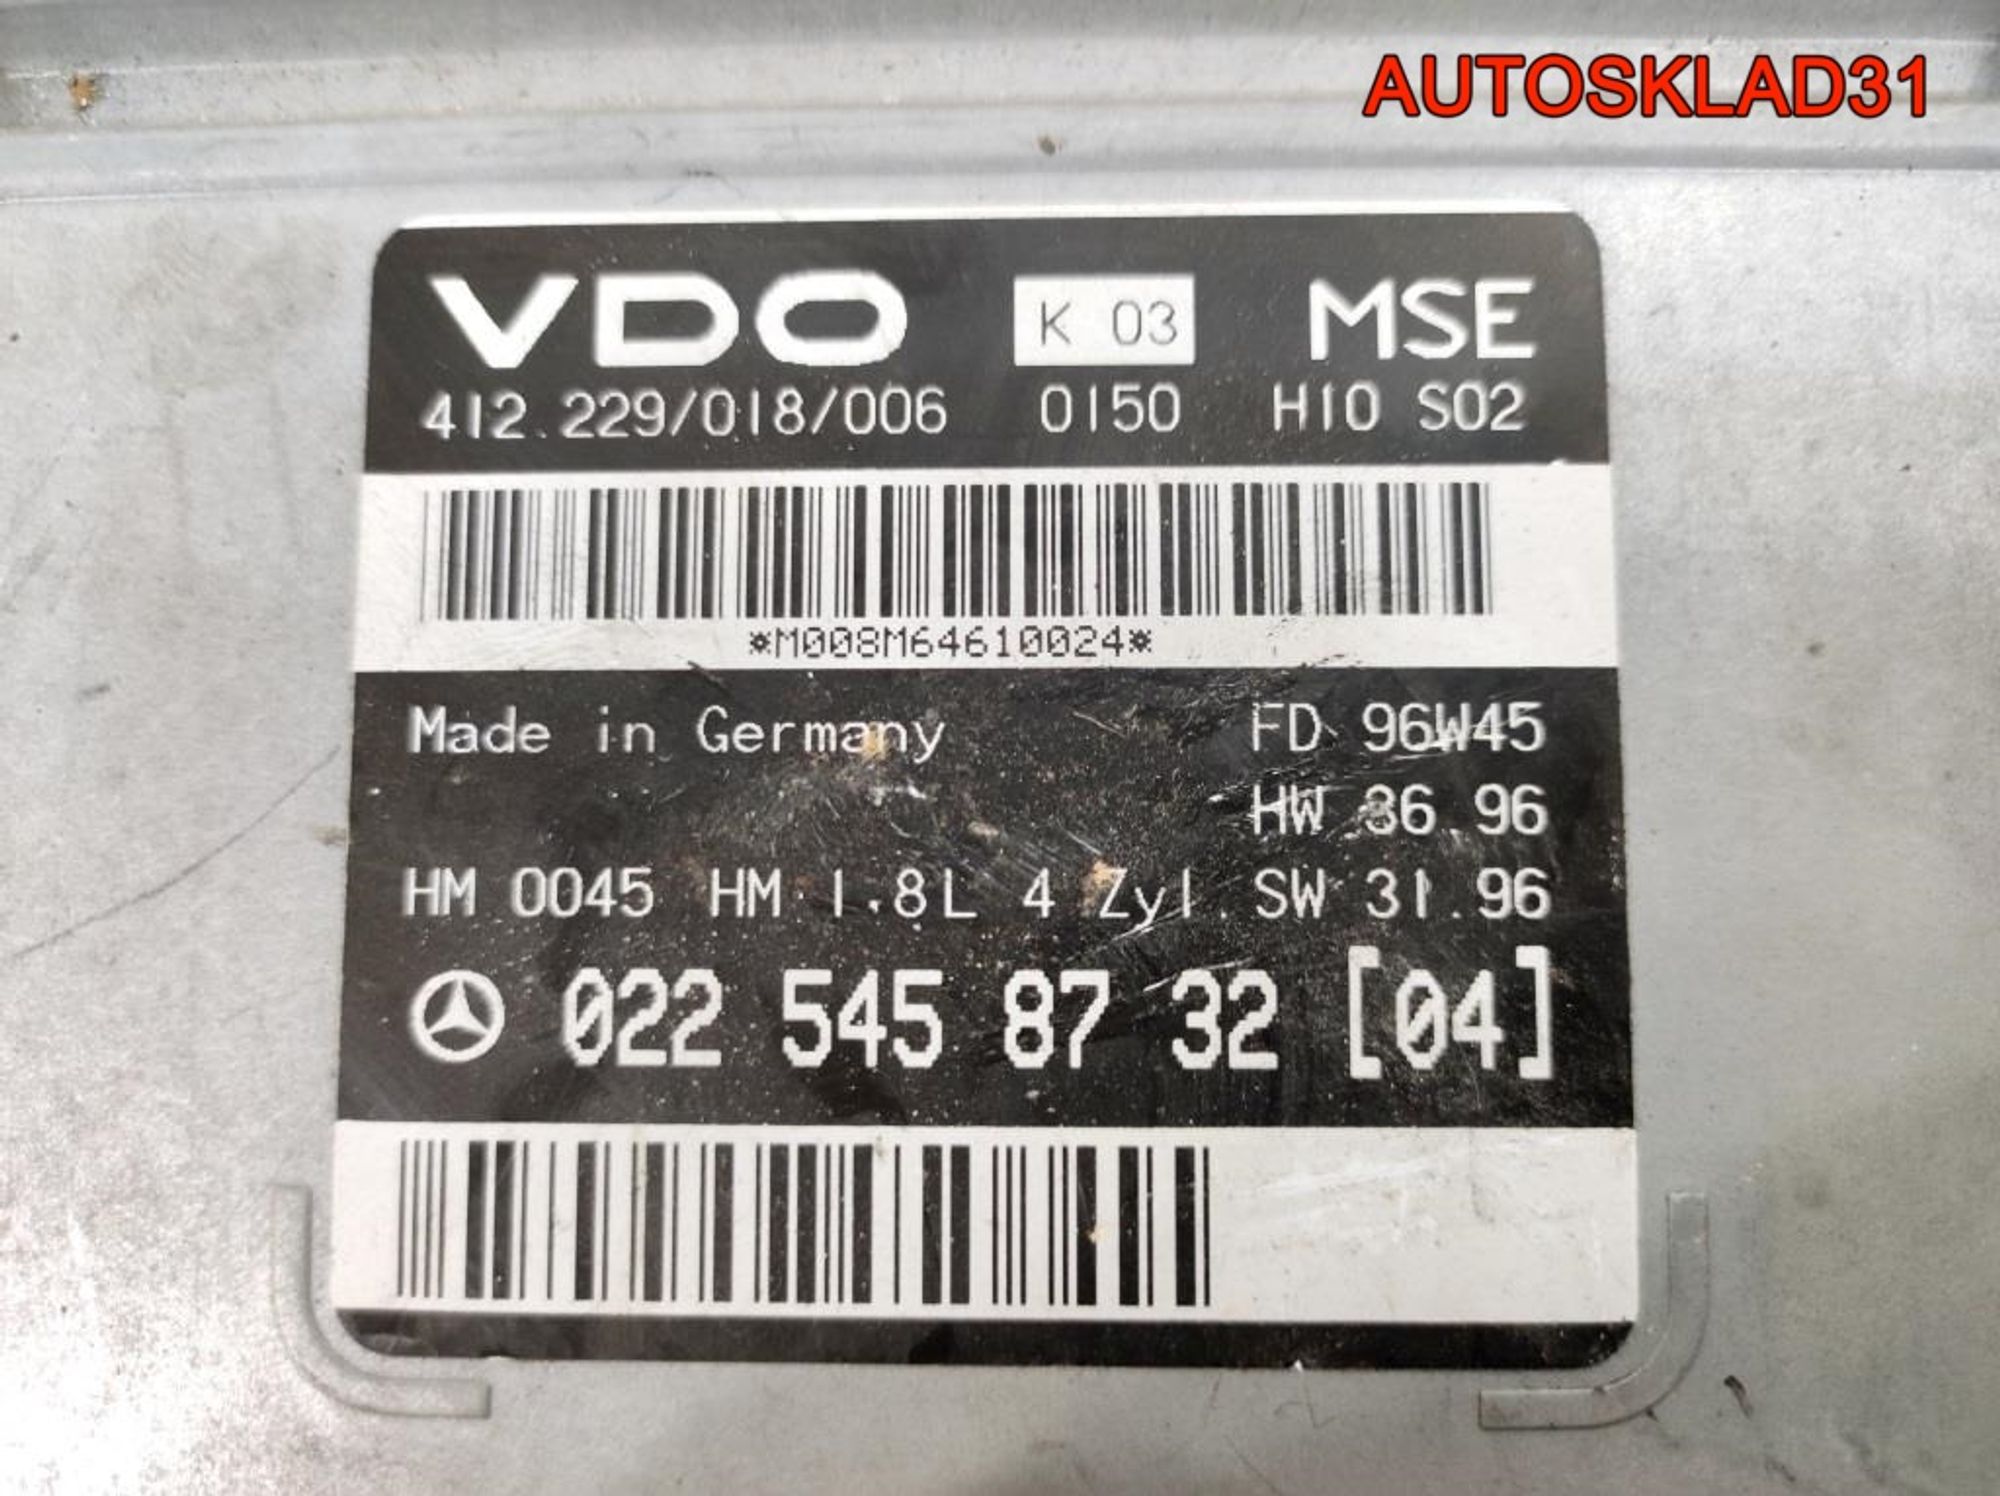 AUTOSKLAD31
VDO K 03 MSE
412.229/018/006 0150 H10 S02
*M008M64610024*
Made in Germany FD 96W45
HW 36.96
HM 0045 HM 1.8L 4 Zyl. SW 31.96
022 545 87 32 [04]